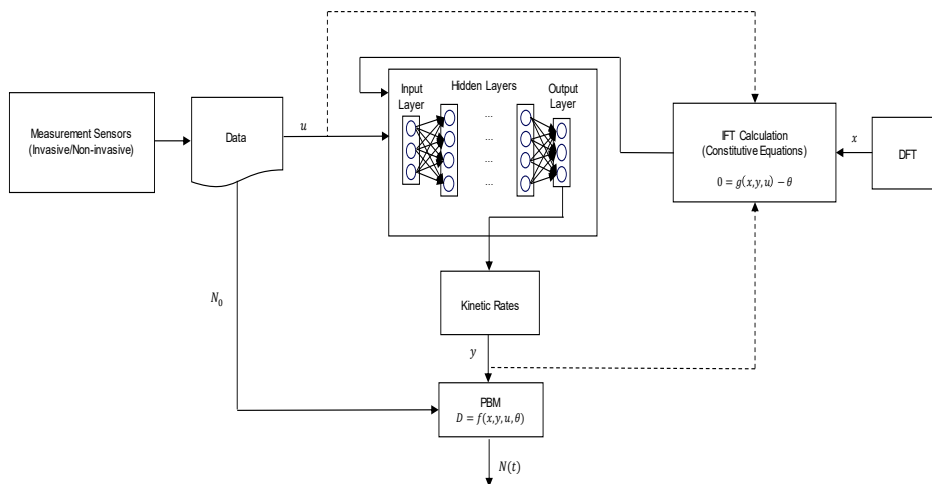 Measurement Sensors
(Invasive/Non-invasive)
Data
u
Input
Layer
Hidden Layers
...
...
...
...
Output
Layer
IFT Calculation
(Constitutive Equations)
0 = g(x,y,u) − θ
x
DFT
N₀
Kinetic Rates
y
PBM
D = f(x,y,u,θ)
N(t)